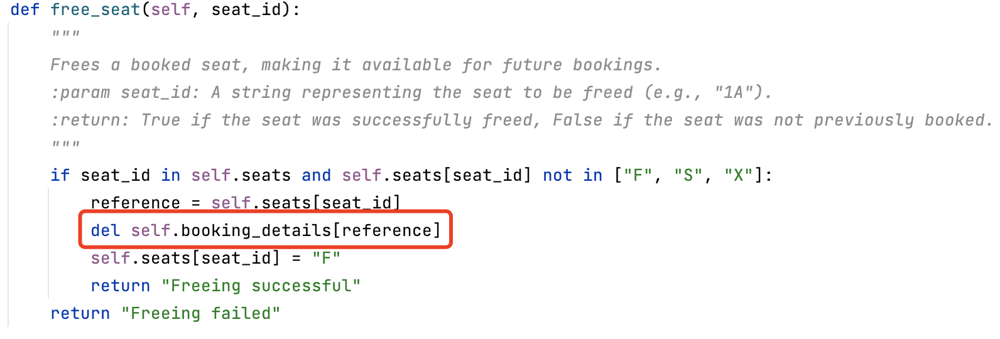 def free_seat(self, seat_id):
"""
Frees a booked seat, making it available for future bookings.
:param seat_id: A string representing the seat to be freed (e.g., "1A").
:return: True if the seat was successfully freed, False if the seat was not previously booked.
"""
if seat_id in self.seats and self.seats[seat_id] not in ["F", "S", "X"]:
reference = self.seats[seat_id]
del self.booking_details[reference]
self.seats[seat_id] = "F"
return "Freeing successful"
return "Freeing failed"